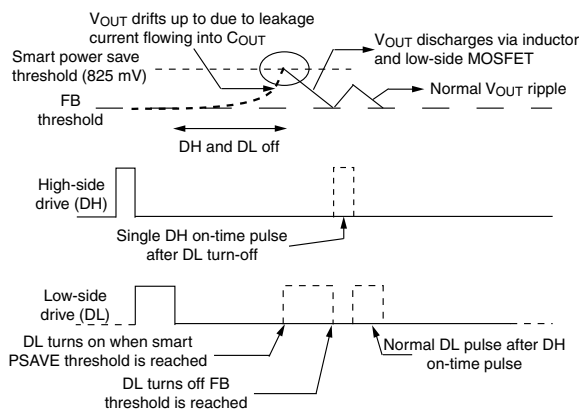 VOUT drifts up to due to leakage
current flowing into COUT
Smart power save
threshold (825 mV)
VOUT discharges via inductor
and low-side MOSFET
FB
threshold
Normal VOUT ripple
DH and DL off
High-side
drive (DH)
Single DH on-time pulse
after DL turn-off
Low-side
drive (DL)
DL turns on when smart
PSAVE threshold is reached
Normal DL pulse after DH
on-time pulse
DL turns off FB
threshold is reached